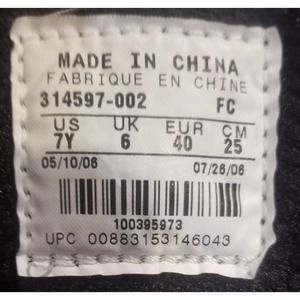 MADE IN CHINA
FABRIQUE EN CHINE
314597-002 FC
US UK EUR CM
7Y 6 40 25
05/10/06 07/26/06
100395973
UPC 00883153146043